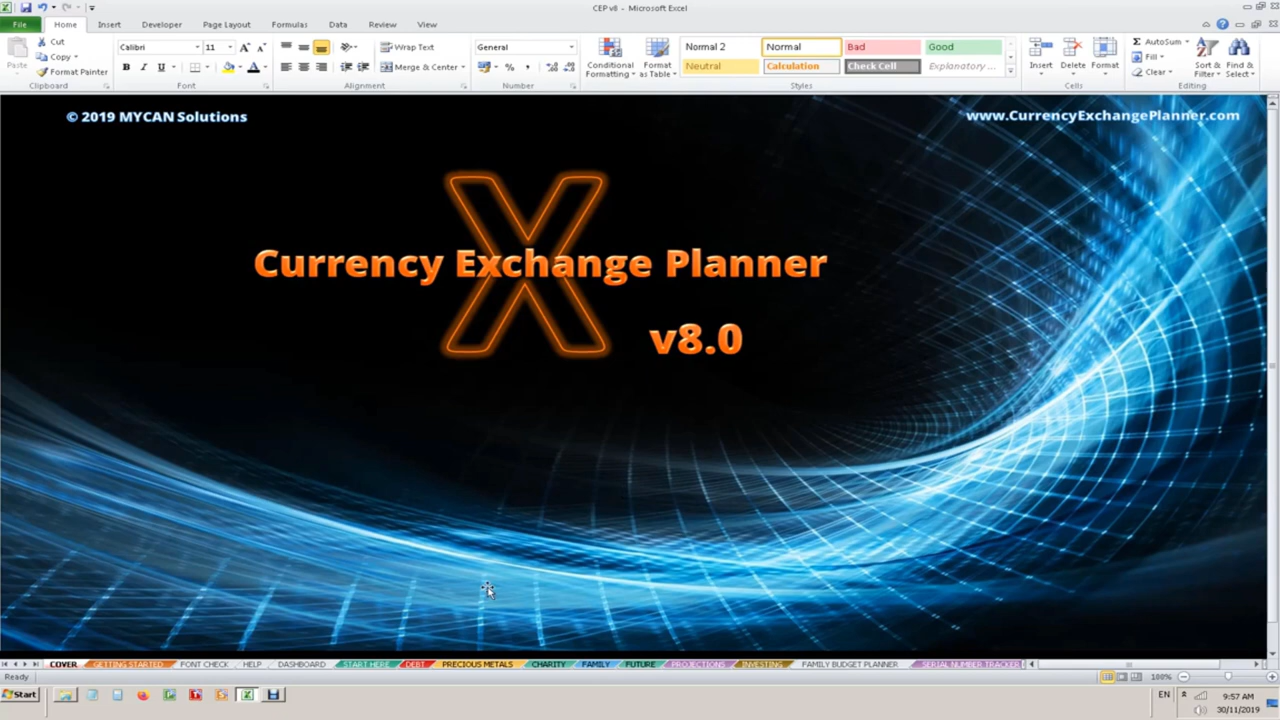 CEP v8 - Microsoft Excel
File Home Insert Developer Page Layout Formulas Data Review View
Paste Cut Copy Format Painter
Clipboard
Calibri 11
B I U
Font
Wrap Text
Merge & Center
Alignment
General
Number
Conditional Formatting
Format as Table
Normal 2 Normal Bad Good
Neutral Calculation Check Cell Explanatory ...
Styles
Insert Delete Format
Cells
AutoSum
Fill
Clear
Sort & Filter
Find & Select
Editing
© 2019 MYCAN Solutions
www.CurrencyExchangePlanner.com
X
Currency Exchange Planner
v8.0
COVER GETTING STARTED FONT CHECK HELP DASHBOARD START HERE DEBT PRECIOUS METALS CHARITY FAMILY FUTURE PROJECTIONS INVESTING FAMILY BUDGET PLANNER SERIAL NUMBER TRACKER
Ready
100%
Start
EN
9:57 AM
30/11/2019